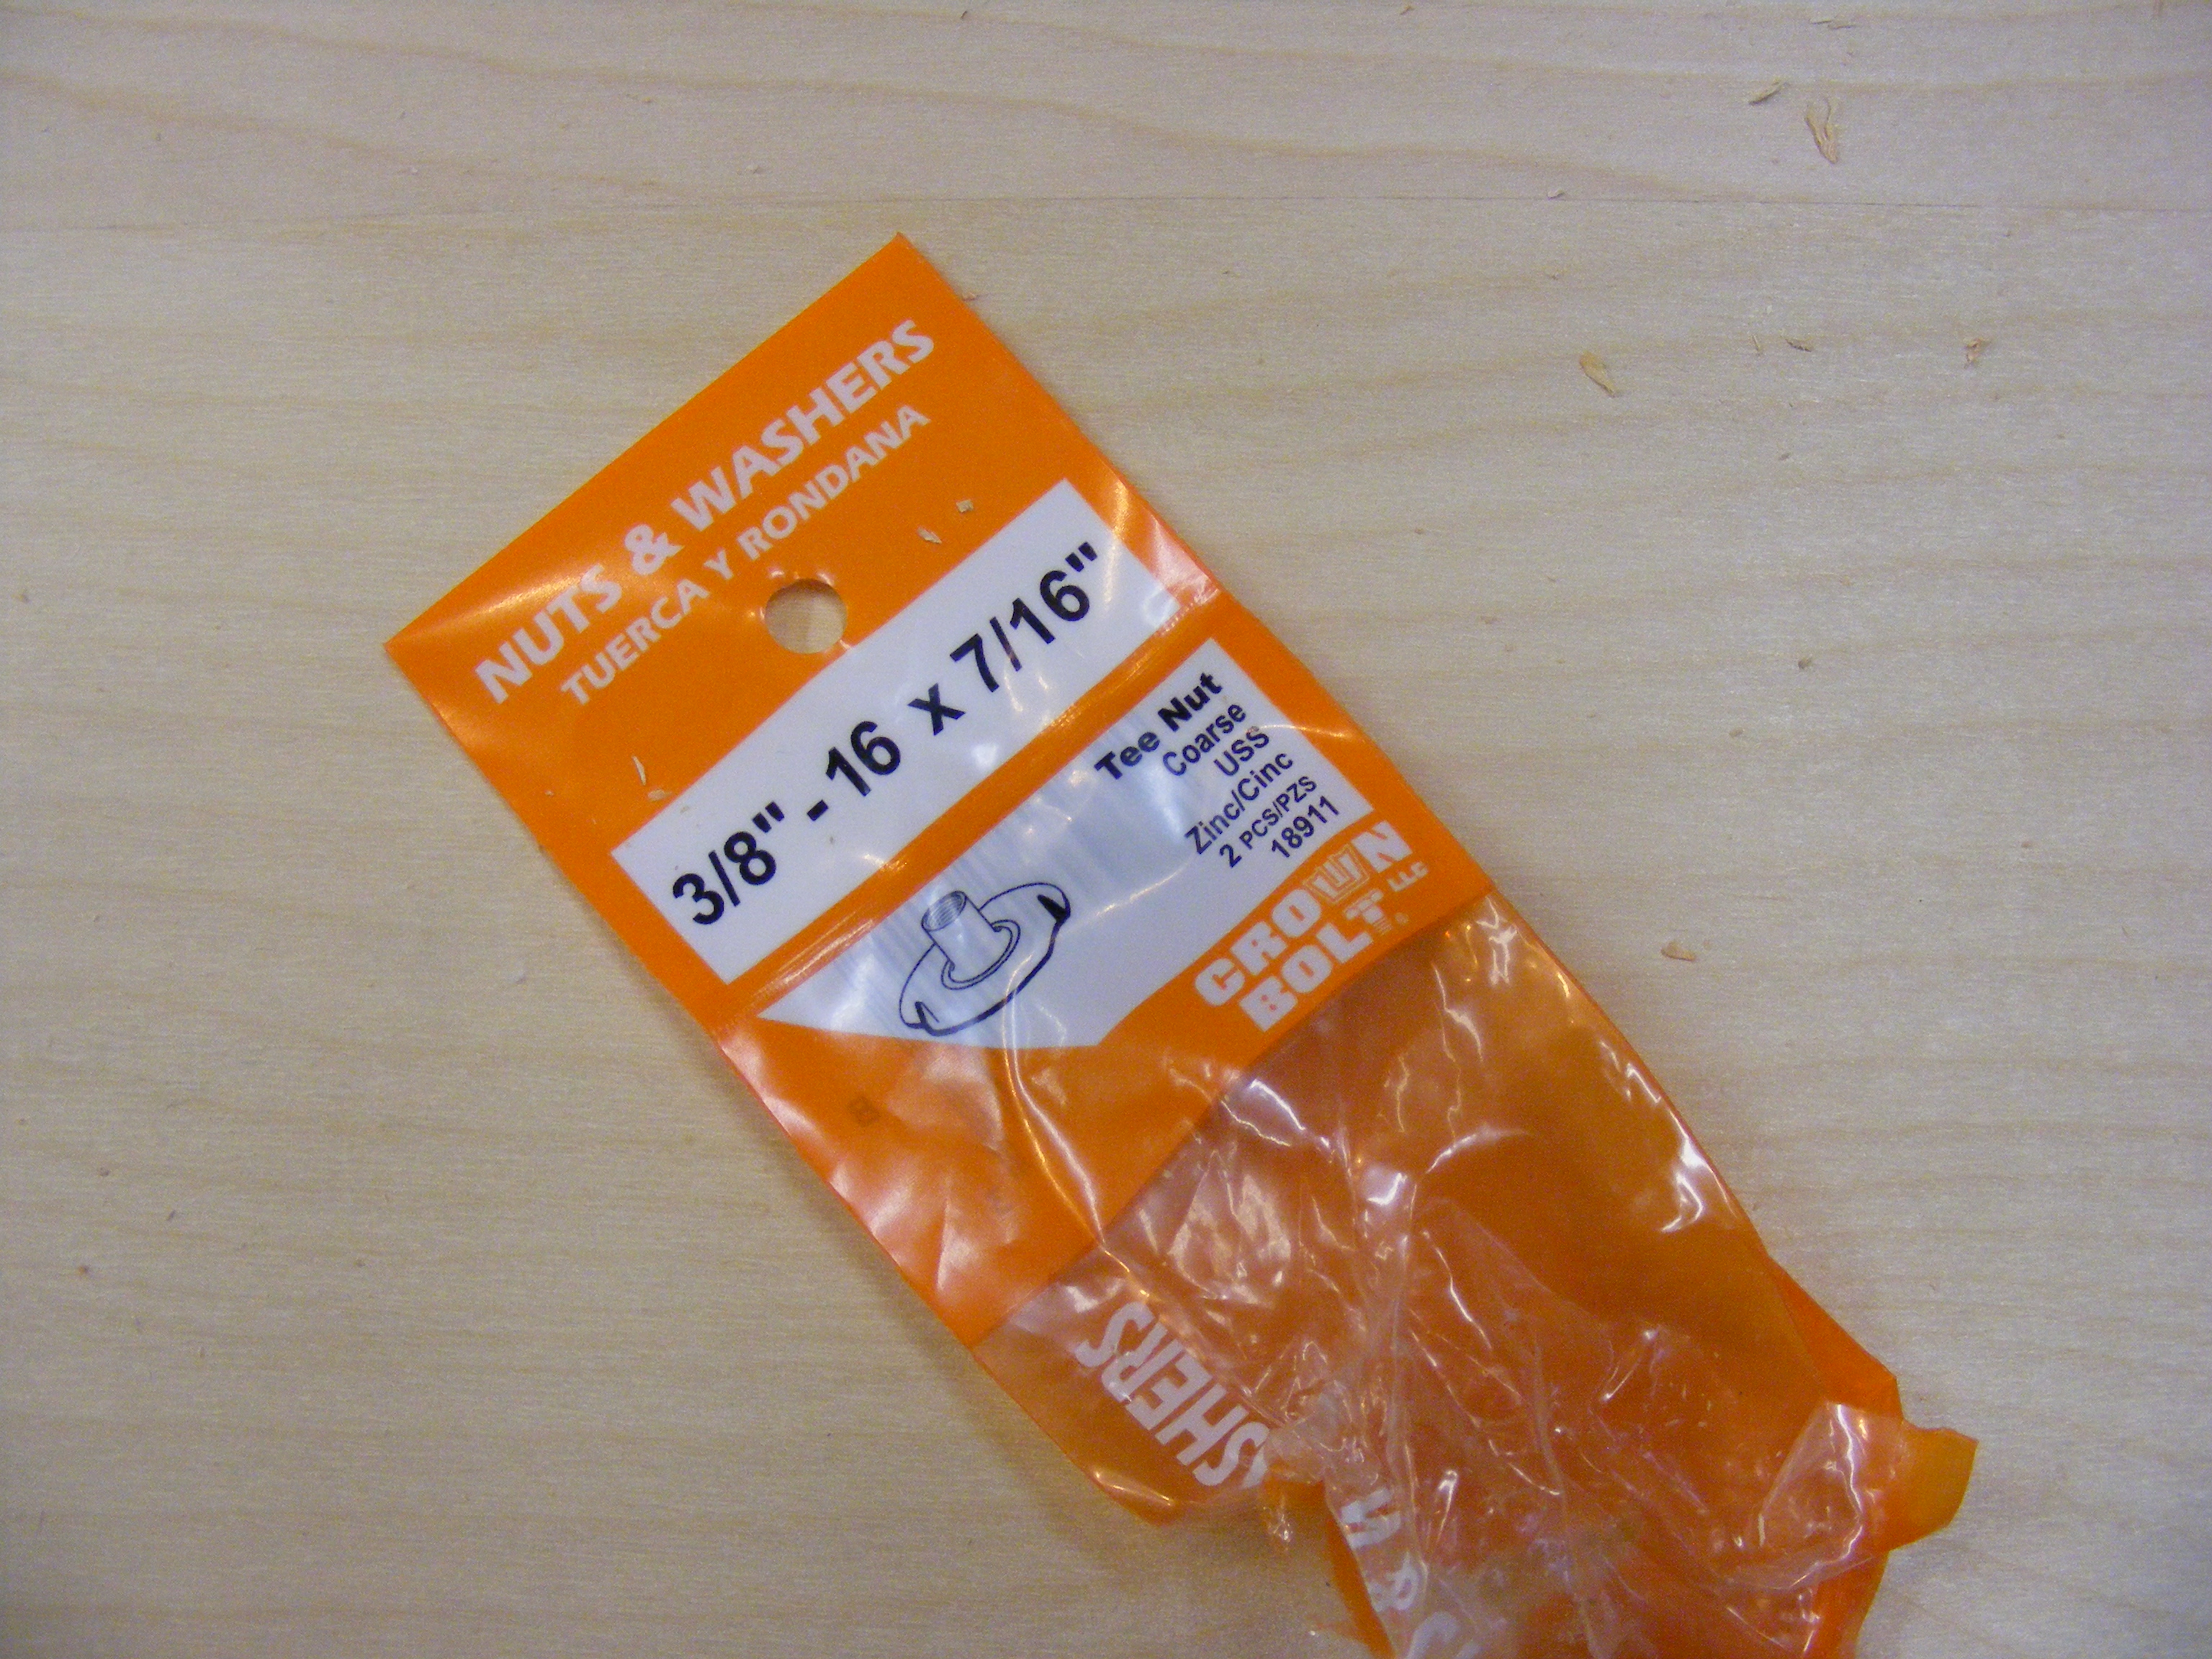 NUTS & WASHERS
TUERCA Y RONDANA
3/8" - 16 x 7/16"
Tee Nut
Coarse
USS
Zinc/Cinc
2 PCS/PZS
18911
CROWN
BOLT LLC
SHERS